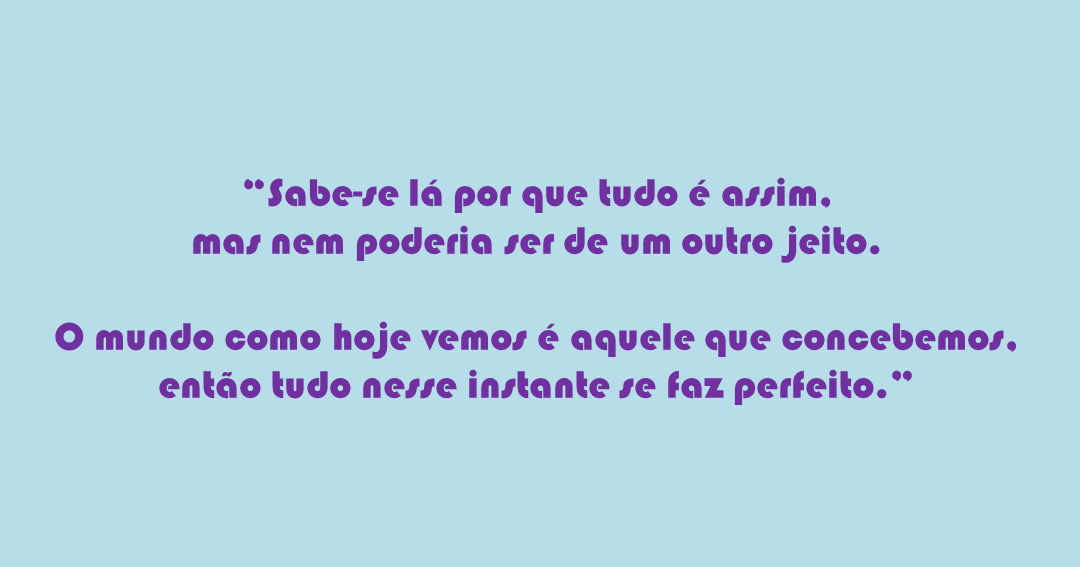 "Sabe-se lá por que tudo é assim,
mas nem poderia ser de um outro jeito.
O mundo como hoje vemos é aquele que concebemos,
então tudo nesse instante se faz perfeito."